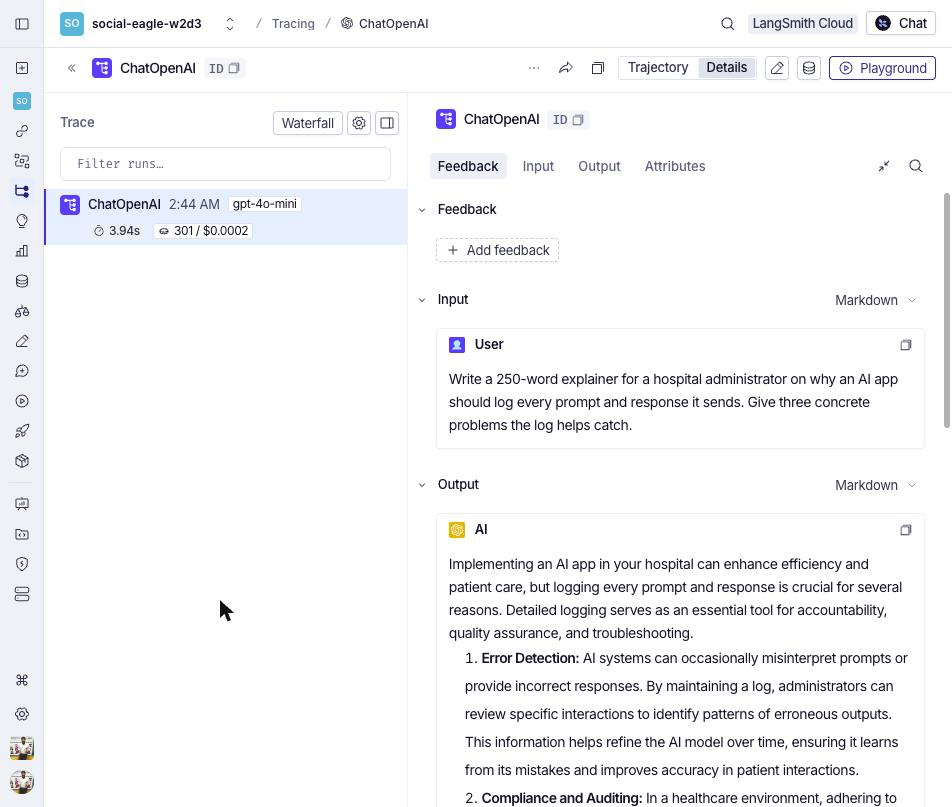 SO social-eagle-w2d3 / Tracing / ChatOpenAI LangSmith Cloud Chat
ChatOpenAI ID ... Trajectory Details Playground
SO
Trace Waterfall
Filter runs…
ChatOpenAI 2:44 AM gpt-4o-mini
3.94s 301 / $0.0002
ChatOpenAI ID
Feedback Input Output Attributes
Feedback
+ Add feedback
Input Markdown
User
Write a 250-word explainer for a hospital administrator on why an AI app
should log every prompt and response it sends. Give three concrete
problems the log helps catch.
Output Markdown
AI
Implementing an AI app in your hospital can enhance efficiency and
patient care, but logging every prompt and response is crucial for several
reasons. Detailed logging serves as an essential tool for accountability,
quality assurance, and troubleshooting.
1. Error Detection: AI systems can occasionally misinterpret prompts or
provide incorrect responses. By maintaining a log, administrators can
review specific interactions to identify patterns of erroneous outputs.
This information helps refine the AI model over time, ensuring it learns
from its mistakes and improves accuracy in patient interactions.
2. Compliance and Auditing: In a healthcare environment, adhering to